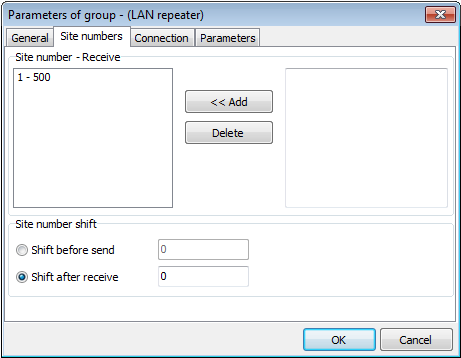 Parameters of group - (LAN repeater)
General Site numbers Connection Parameters
Site number - Receive
1 - 500
<< Add
Delete
Site number shift
Shift before send 0
Shift after receive 0
OK Cancel